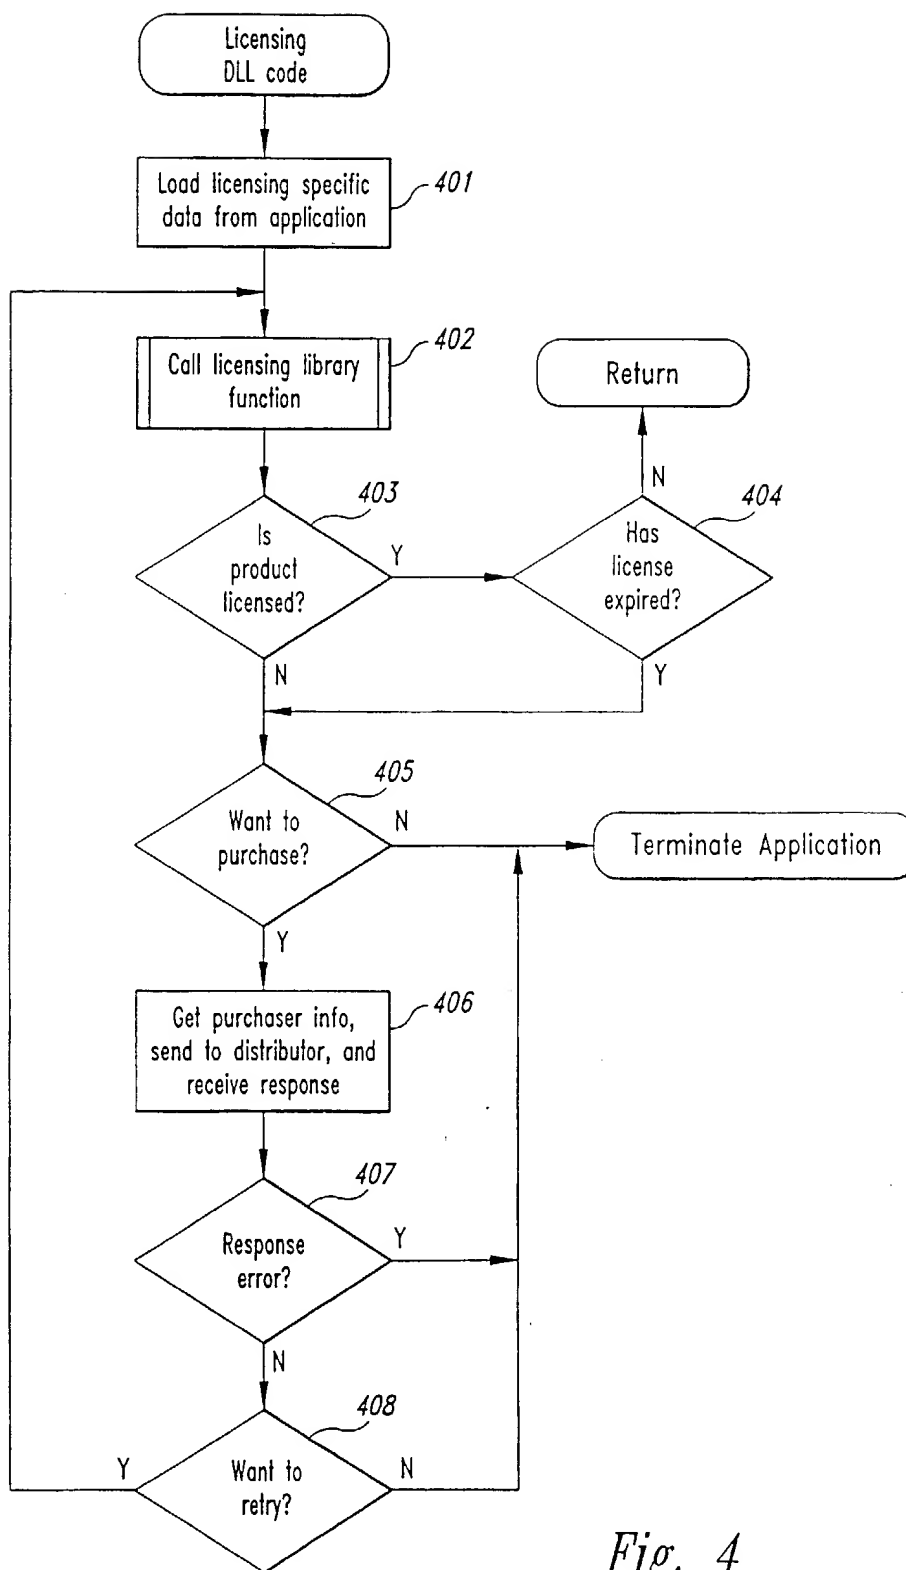 Licensing
DLL code
Load licensing specific
data from application
401
Call licensing library
function
402
Return
Is
product
licensed?
403
Y
N
Has
license
expired?
404
N
Y
Want to
purchase?
405
N
Y
Terminate Application
Get purchaser info,
send to distributor, and
receive response
406
Response
error?
407
Y
N
Want to
retry?
408
Y
N
Fig. 4